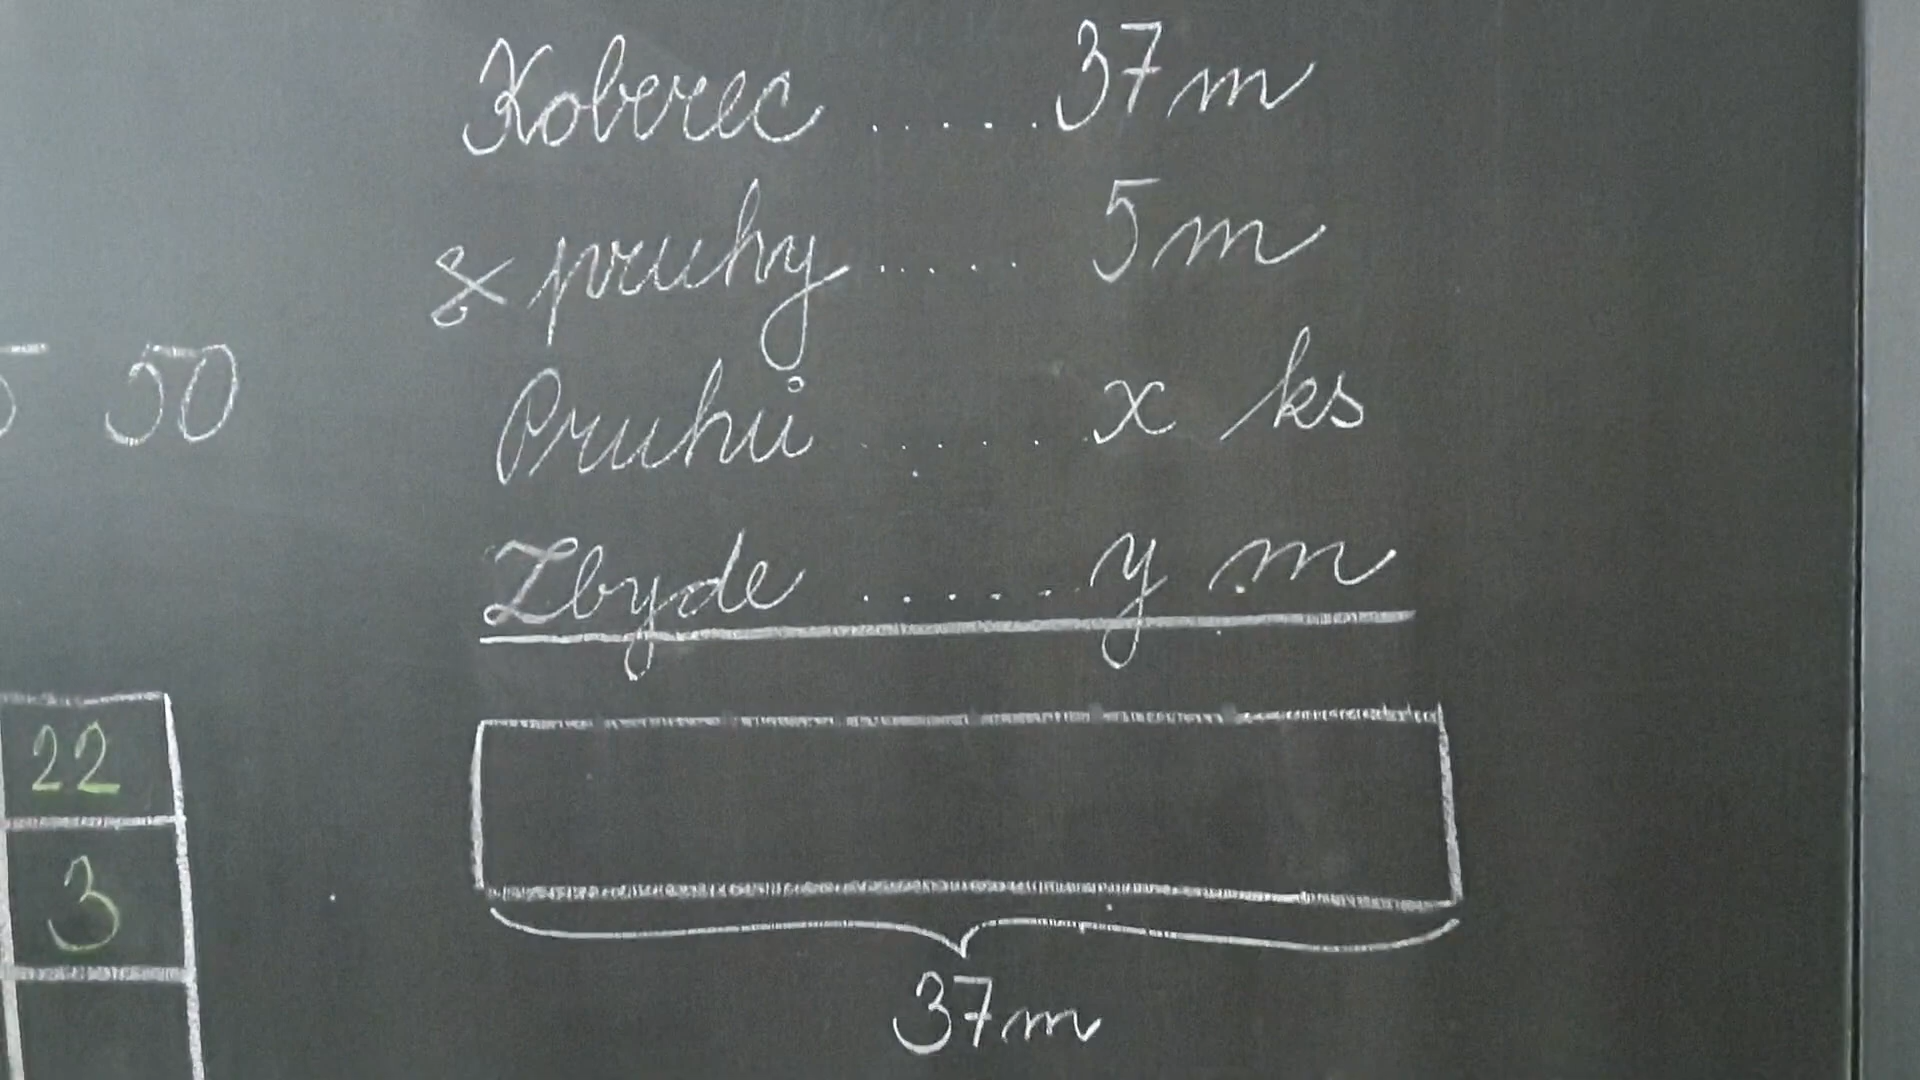 Koberec ..... 37 m
pruhy ..... 5 m
Pruhů ...... x ks
Zbyde ...... y m
50
22
3
37 m